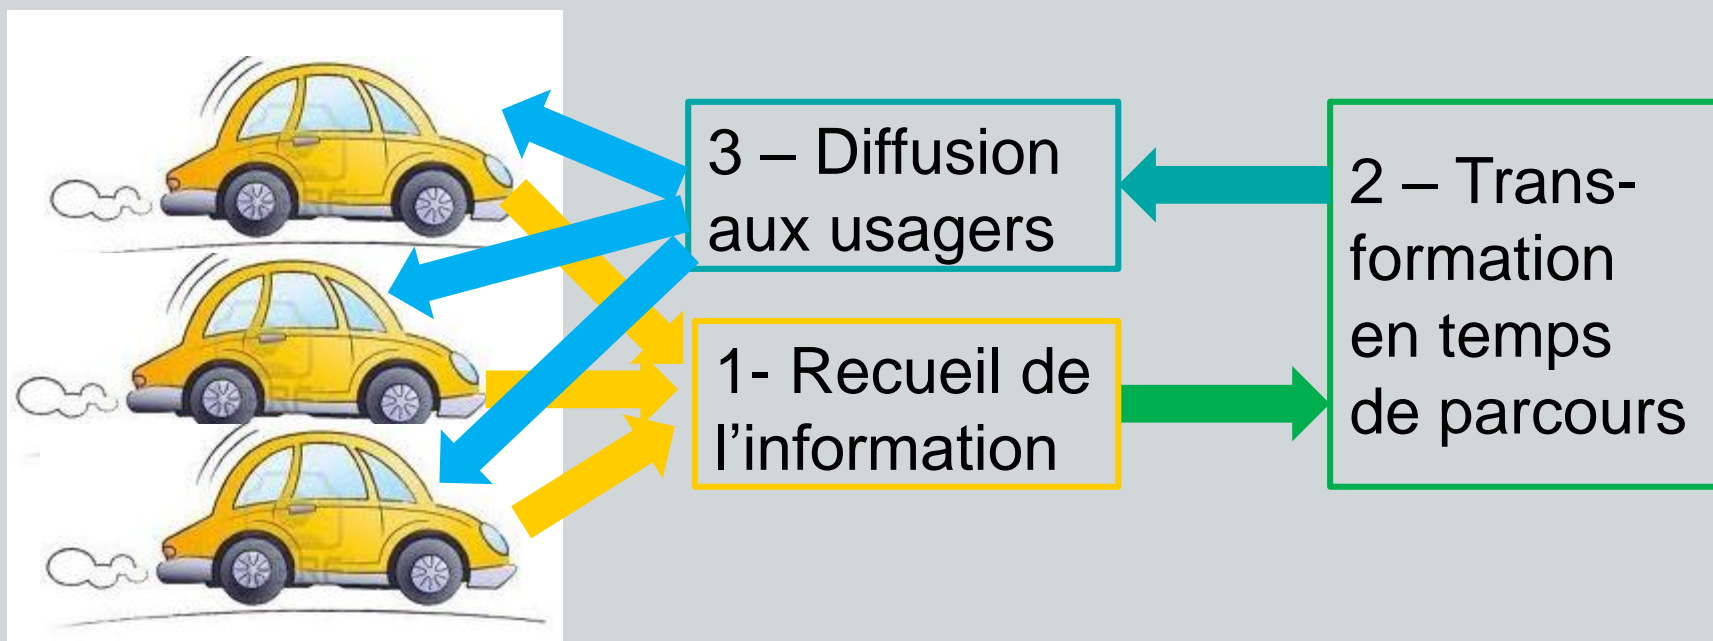 3 – Diffusion
aux usagers
2 – Trans-
formation
en temps
de parcours
1- Recueil de
l’information